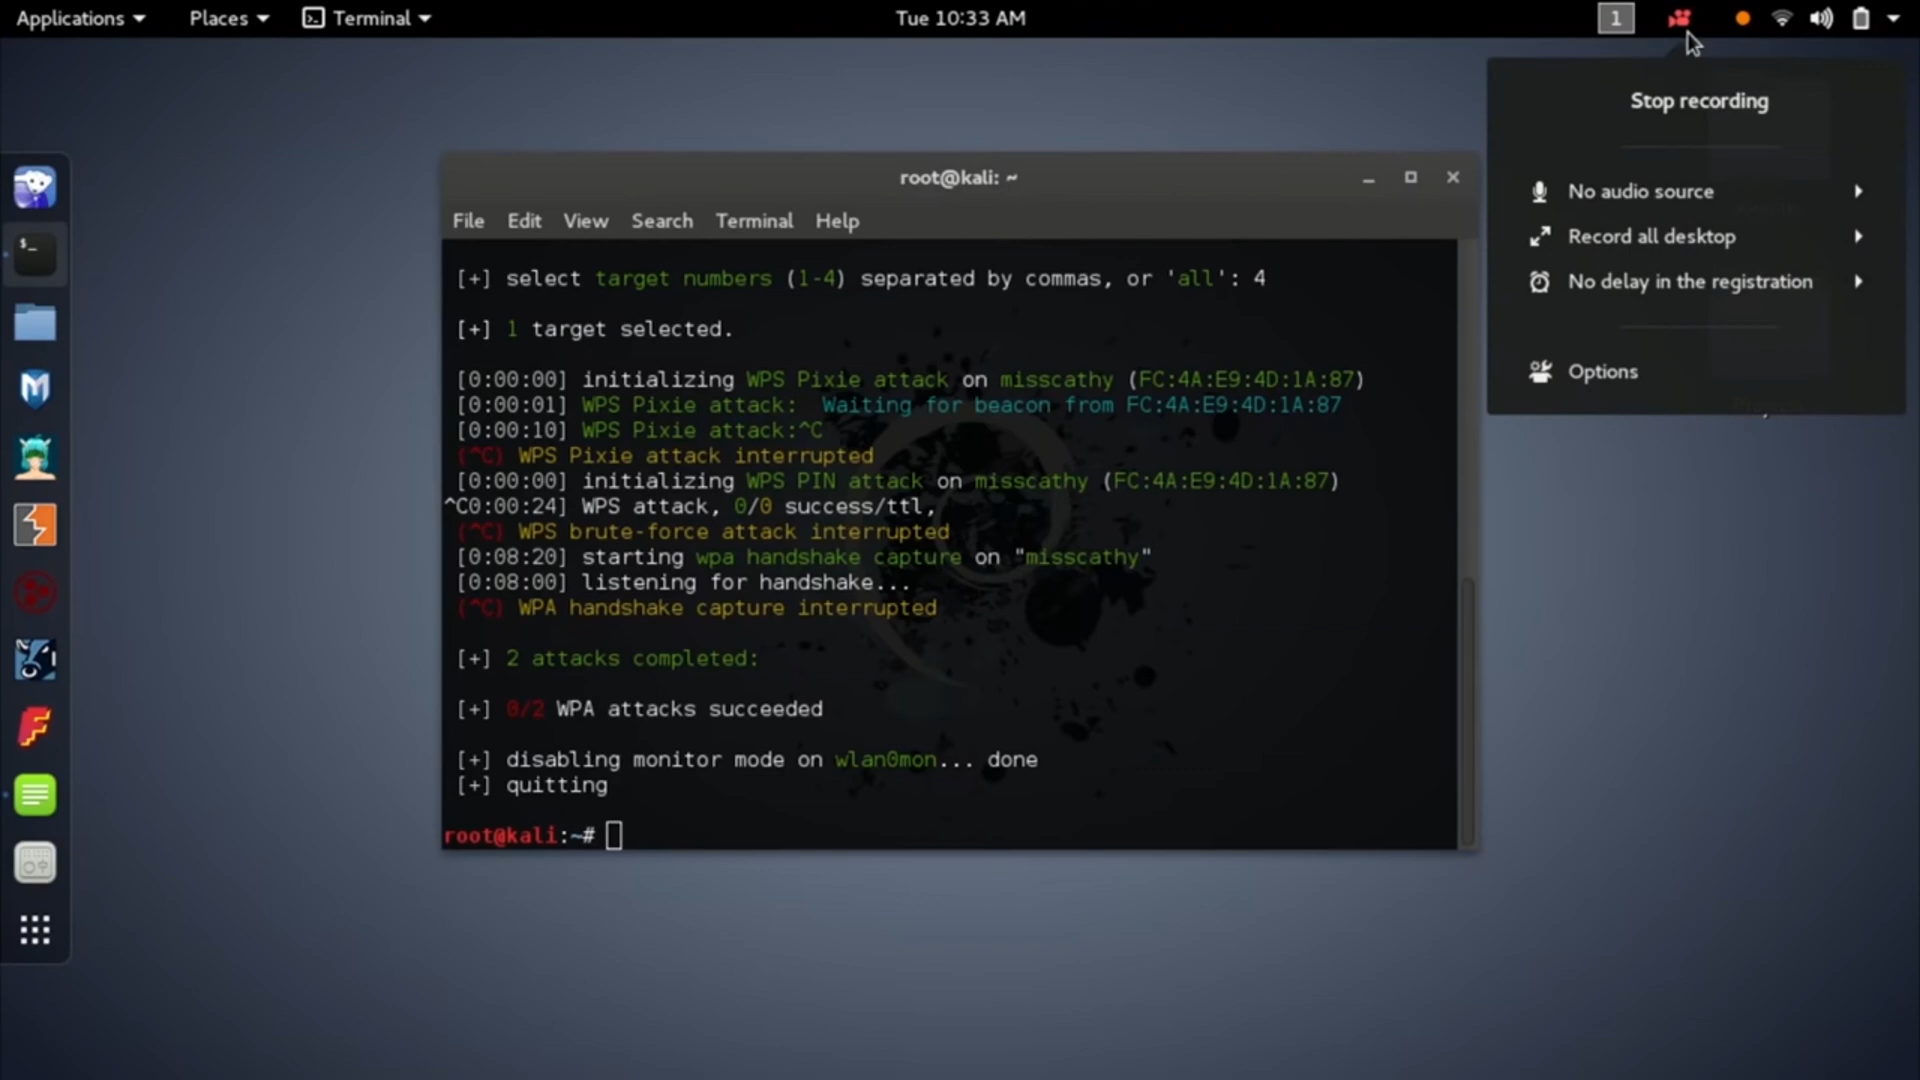 Applications Places Terminal Tue 10:33 AM 1
Stop recording
No audio source
Record all desktop
No delay in the registration
Options
root@kali: ~
File Edit View Search Terminal Help
[+] select target numbers (1-4) separated by commas, or 'all': 4
[+] 1 target selected.
[0:00:00] initializing WPS Pixie attack on misscathy (FC:4A:E9:4D:1A:87)
[0:00:01] WPS Pixie attack: Waiting for beacon from FC:4A:E9:4D:1A:87
[0:00:10] WPS Pixie attack:^C
(^C) WPS Pixie attack interrupted
[0:00:00] initializing WPS PIN attack on misscathy (FC:4A:E9:4D:1A:87)
^C0:00:24] WPS attack, 0/0 success/ttl,
(^C) WPS brute-force attack interrupted
[0:08:20] starting wpa handshake capture on "misscathy"
[0:08:00] listening for handshake...
(^C) WPA handshake capture interrupted
[+] 2 attacks completed:
[+] 0/2 WPA attacks succeeded
[+] disabling monitor mode on wlan0mon... done
[+] quitting
root@kali:~#